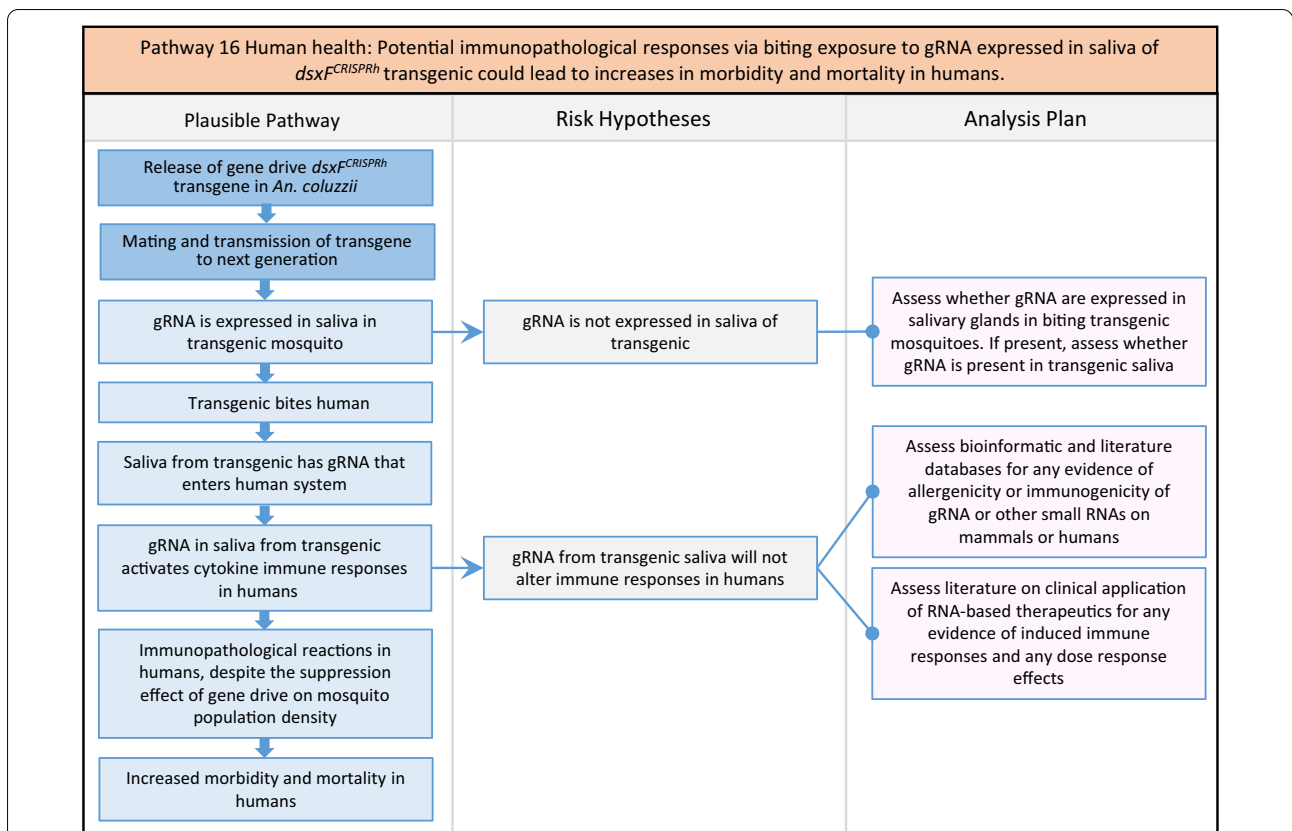 Pathway 16 Human health: Potential immunopathological responses via biting exposure to gRNA expressed in saliva of
dsxF^CRISPRh transgenic could lead to increases in morbidity and mortality in humans.
Plausible Pathway
Risk Hypotheses
Analysis Plan
Release of gene drive dsxF^CRISPRh
transgene in An. coluzzii
Mating and transmission of transgene
to next generation
gRNA is expressed in saliva in
transgenic mosquito
Transgenic bites human
Saliva from transgenic has gRNA that
enters human system
gRNA in saliva from transgenic
activates cytokine immune responses
in humans
Immunopathological reactions in
humans, despite the suppression
effect of gene drive on mosquito
population density
Increased morbidity and mortality in
humans
gRNA is not expressed in saliva of
transgenic
gRNA from transgenic saliva will not
alter immune responses in humans
Assess whether gRNA are expressed in
salivary glands in biting transgenic
mosquitoes. If present, assess whether
gRNA is present in transgenic saliva
Assess bioinformatic and literature
databases for any evidence of
allergenicity or immunogenicity of
gRNA or other small RNAs on
mammals or humans
Assess literature on clinical application
of RNA-based therapeutics for any
evidence of induced immune
responses and any dose response
effects